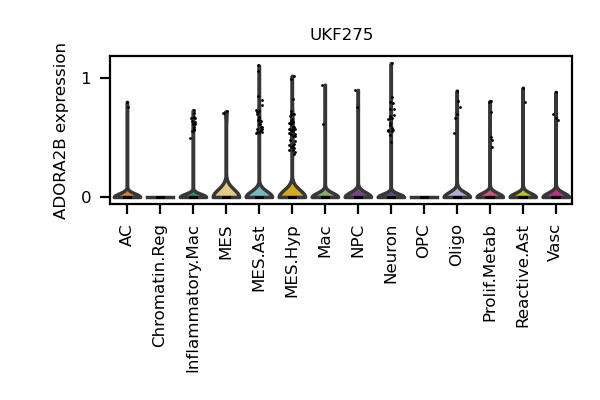 UKF275
ADORA2B expression
1
0
AC
Chromatin.Reg
Inflammatory.Mac
MES
MES.Ast
MES.Hyp
Mac
NPC
Neuron
OPC
Oligo
Prolif.Metab
Reactive.Ast
Vasc